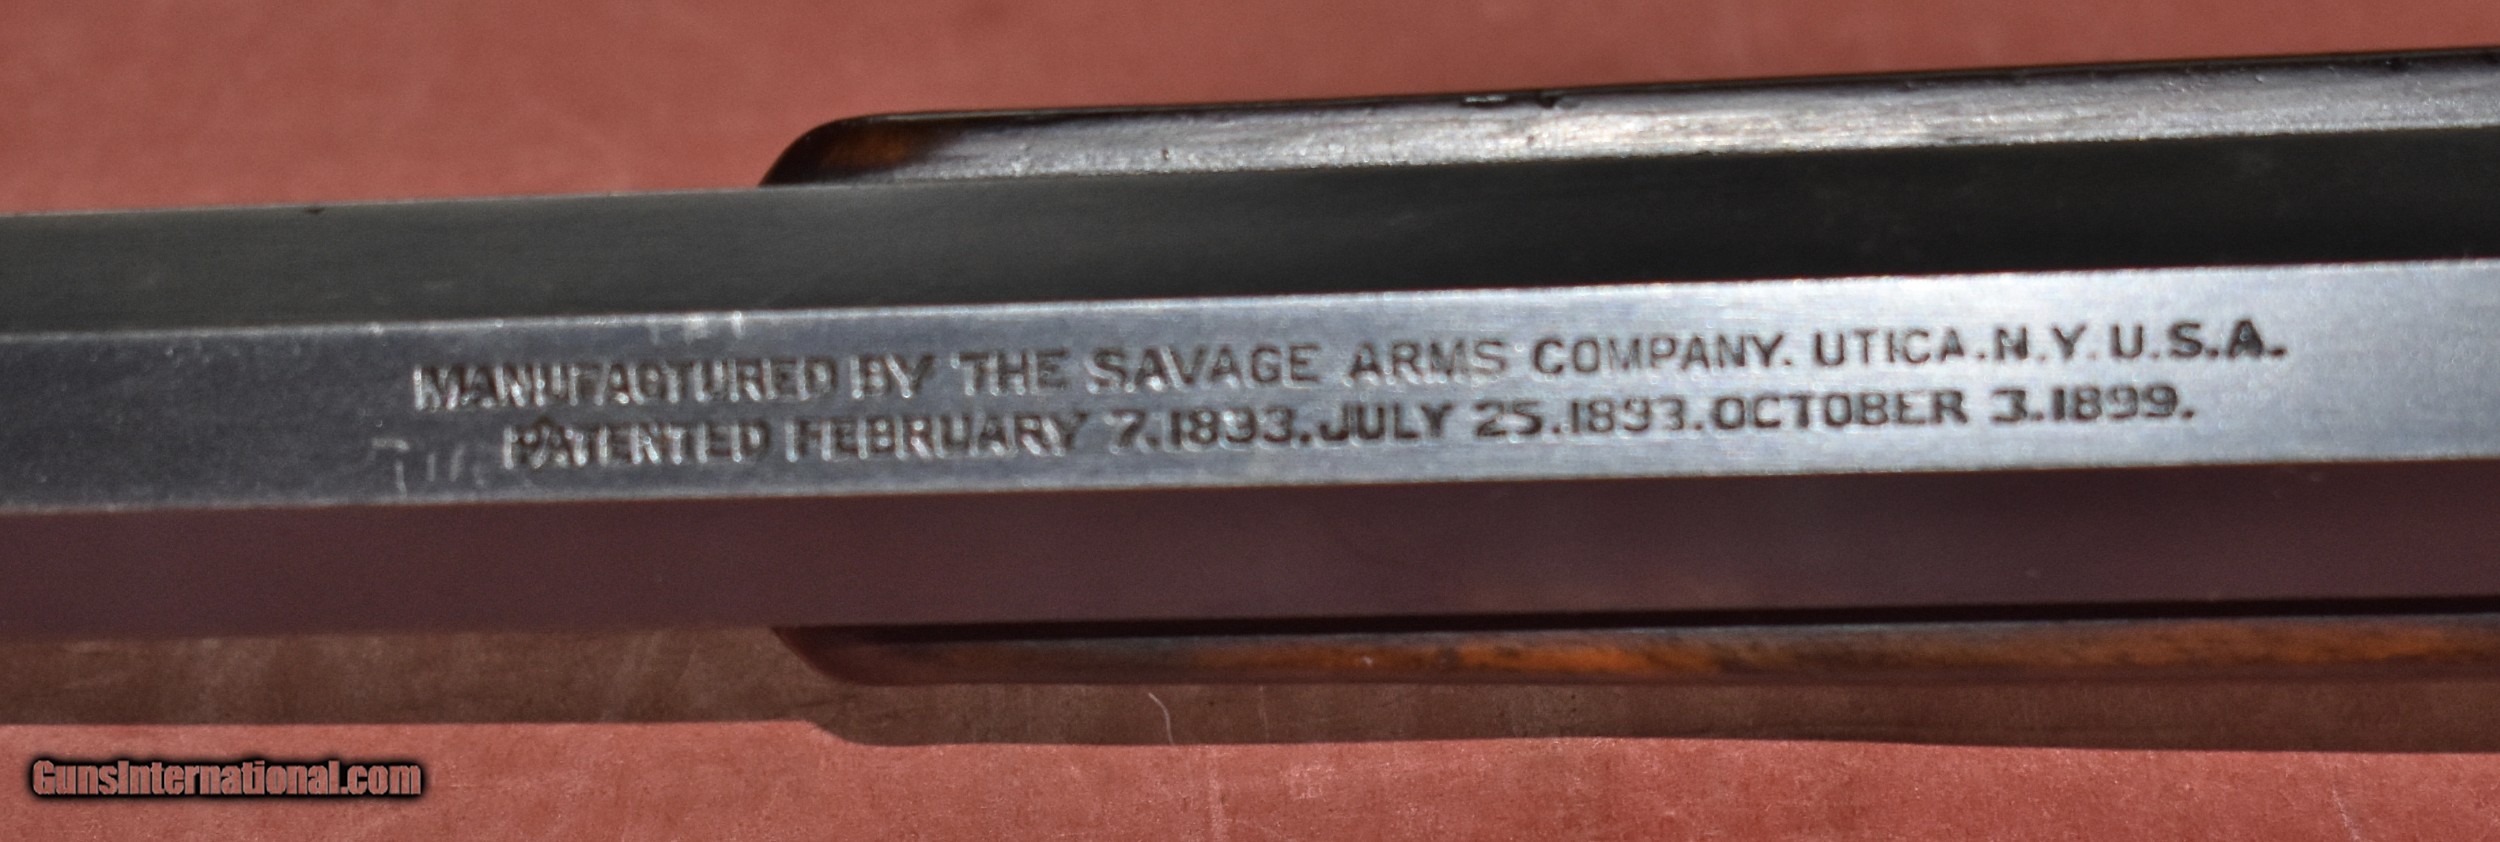 MANUFACTURED BY THE SAVAGE ARMS COMPANY. UTICA.N.Y.U.S.A.
PATENTED FEBRUARY 7.1893.JULY 25.1893.OCTOBER 3.1899.
GunsInternational.com